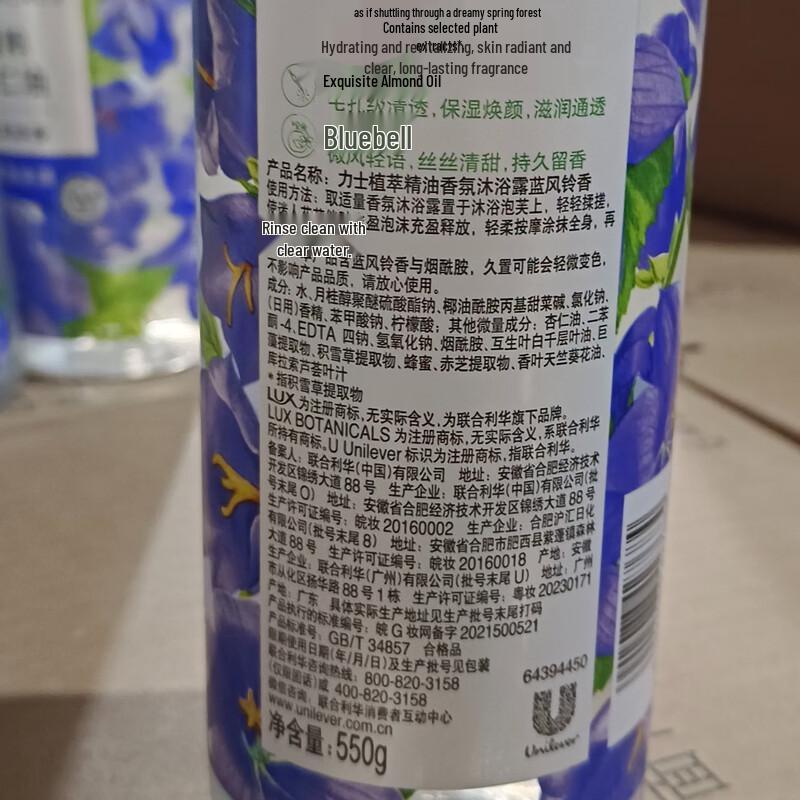 as if shuttling through a dreamy spring forest
Contains selected plant
Hydrating and revitalizing, skin radiant and
clear, long-lasting fragrance
Exquisite Almond Oil
清透，保湿焕颜，滋润通透
Bluebell
微风轻语，丝丝清甜，持久留香
产品名称：力士植萃精油香氛沐浴露蓝风铃香
使用方法：取适量香氛沐浴露置于沐浴泡芙上，轻轻揉搓，
盈泡沫充盈释放，轻柔按摩涂抹全身，再
Rinse clean with
clear water.
品含蓝风铃香与烟酰胺，久置可能会轻微变色，
不影响产品品质，请放心使用。
成分：水、月桂醇聚醚硫酸酯钠、椰油酰胺丙基甜菜碱、氯化钠、
(日用)香精、苯甲酸钠、柠檬酸；其他微量成分：杏仁油、二苯
酮-4、EDTA 四钠、氢氧化钠、烟酰胺、互生叶白千层叶油、巨
藻提取物、积雪草提取物、蜂蜜、赤芝提取物、香叶天竺葵花油、
库拉索芦荟叶汁
*指积雪草提取物
LUX 为注册商标，无实际含义，为联合利华旗下品牌。
LUX BOTANICALS 为注册商标，无实际含义，系联合利华
所持有商标。U Unilever 标识为注册商标，指联合利华。
备案人：联合利华(中国)有限公司 地址：安徽省合肥经济技术
开发区锦绣大道 88 号 生产企业：联合利华(中国)有限公司(批
号末尾 O) 地址：安徽省合肥经济技术开发区锦绣大道 88 号
生产许可证编号：皖妆 20160002 生产企业：合肥沪汇日化
有限公司(批号末尾 8) 地址：安徽省合肥市肥西县紫蓬镇森林
大道 88 号 生产许可证编号：皖妆 20160018 产地：安徽
生产企业：联合利华(广州)有限公司(批号末尾 U) 地址：广州
市从化区扬华路 88 号 1 栋 生产许可证编号：粤妆 20230171
产地：广东 具体实际生产地址见生产批号末尾打码
产品执行的标准编号：皖 G 妆网备字 2021500521
产品标准号：GB/T 34857 合格品
限期使用日期(年/月/日)及生产批号见包装
联合利华咨询热线：800-820-3158
(仅限固话)或 400-820-3158
微信咨询：联合利华消费者互动中心
www.unilever.com.cn
净含量：550g
64394450
Unilever